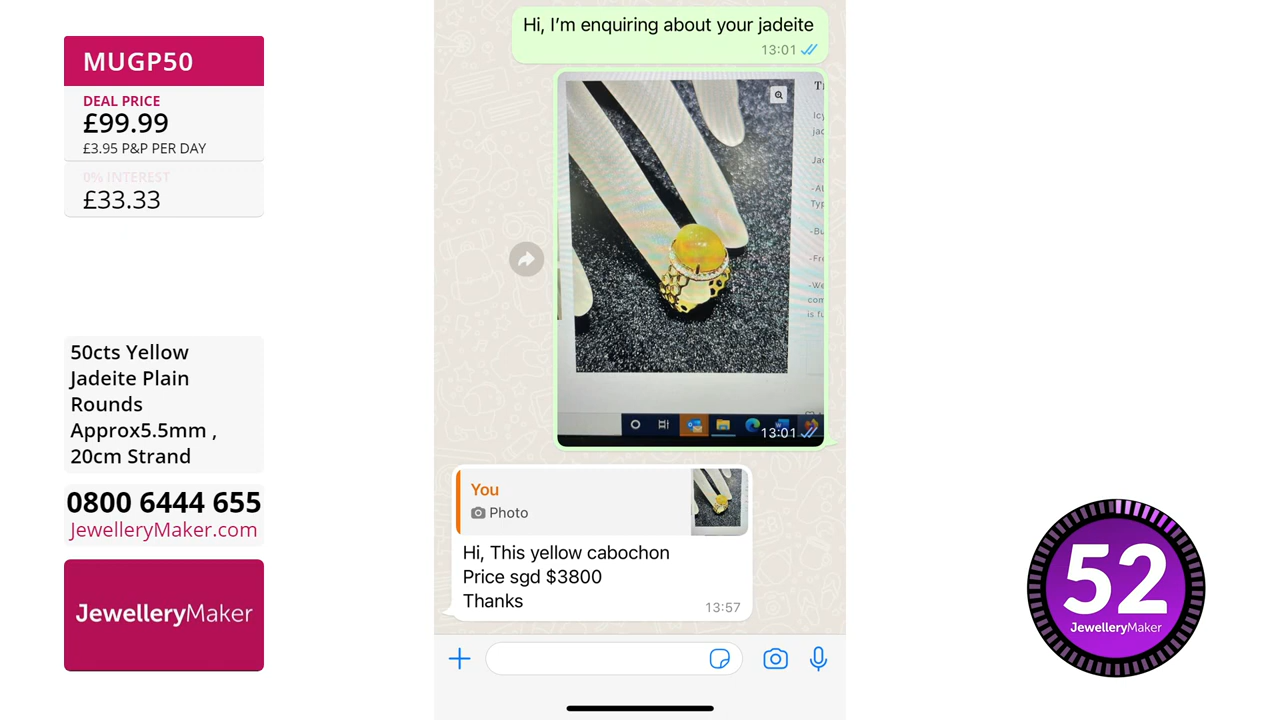 MUGP50
DEAL PRICE
£99.99
£3.95 P&P PER DAY
0% INTEREST
£33.33
50cts Yellow
Jadeite Plain
Rounds
Approx5.5mm ,
20cm Strand
0800 6444 655
JewelleryMaker.com
JewelleryMaker
Hi, I’m enquiring about your jadeite
13:01
13:01
You
Photo
Hi, This yellow cabochon
Price sgd $3800
Thanks
13:57
52
JewelleryMaker